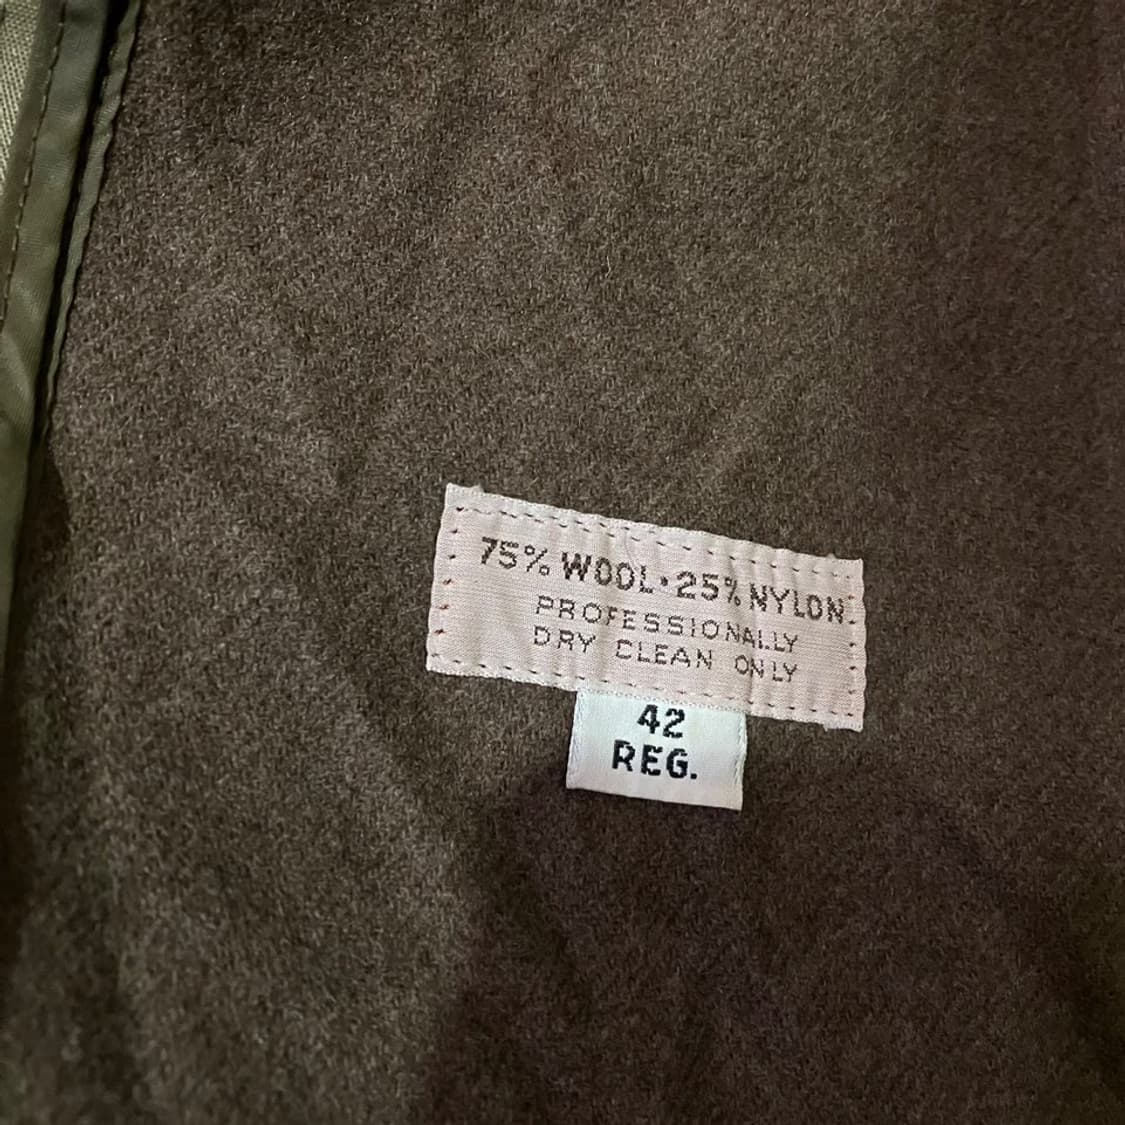 75% WOOL·25% NYLON
PROFESSIONALLY
DRY CLEAN ONLY
42
REG.